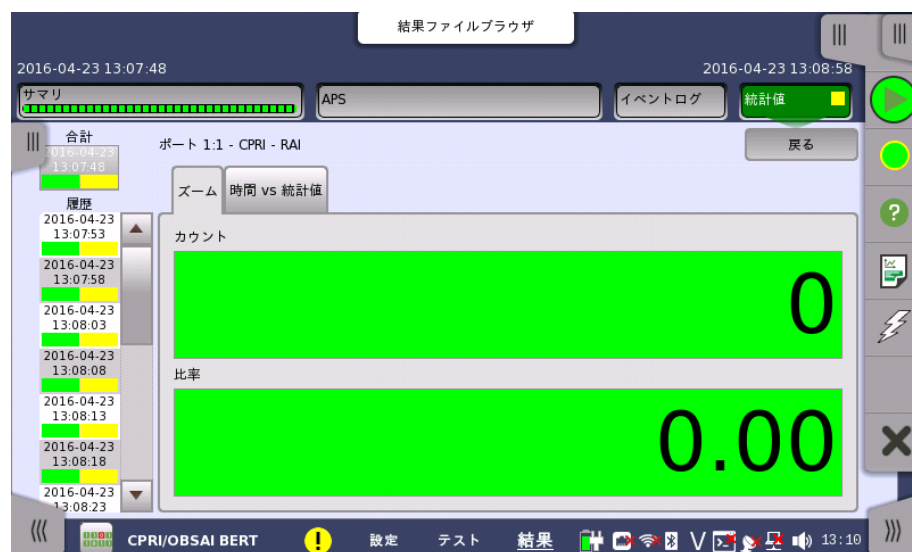 結果ファイルブラウザ
2016-04-23 13:07:48
2016-04-23 13:08:58
サマリ
APS
イベントログ
統計値
合計
2016-04-23
13:07:48
ポート 1:1 - CPRI - RAI
戻る
ズーム
時間 vs 統計値
履歴
2016-04-23
13:07:53
2016-04-23
13:07:58
2016-04-23
13:08:03
2016-04-23
13:08:08
2016-04-23
13:08:13
2016-04-23
13:08:18
2016-04-23
13:08:23
カウント
0
比率
0.00
CPRI/OBSAI BERT
設定
テスト
結果
V
13:10